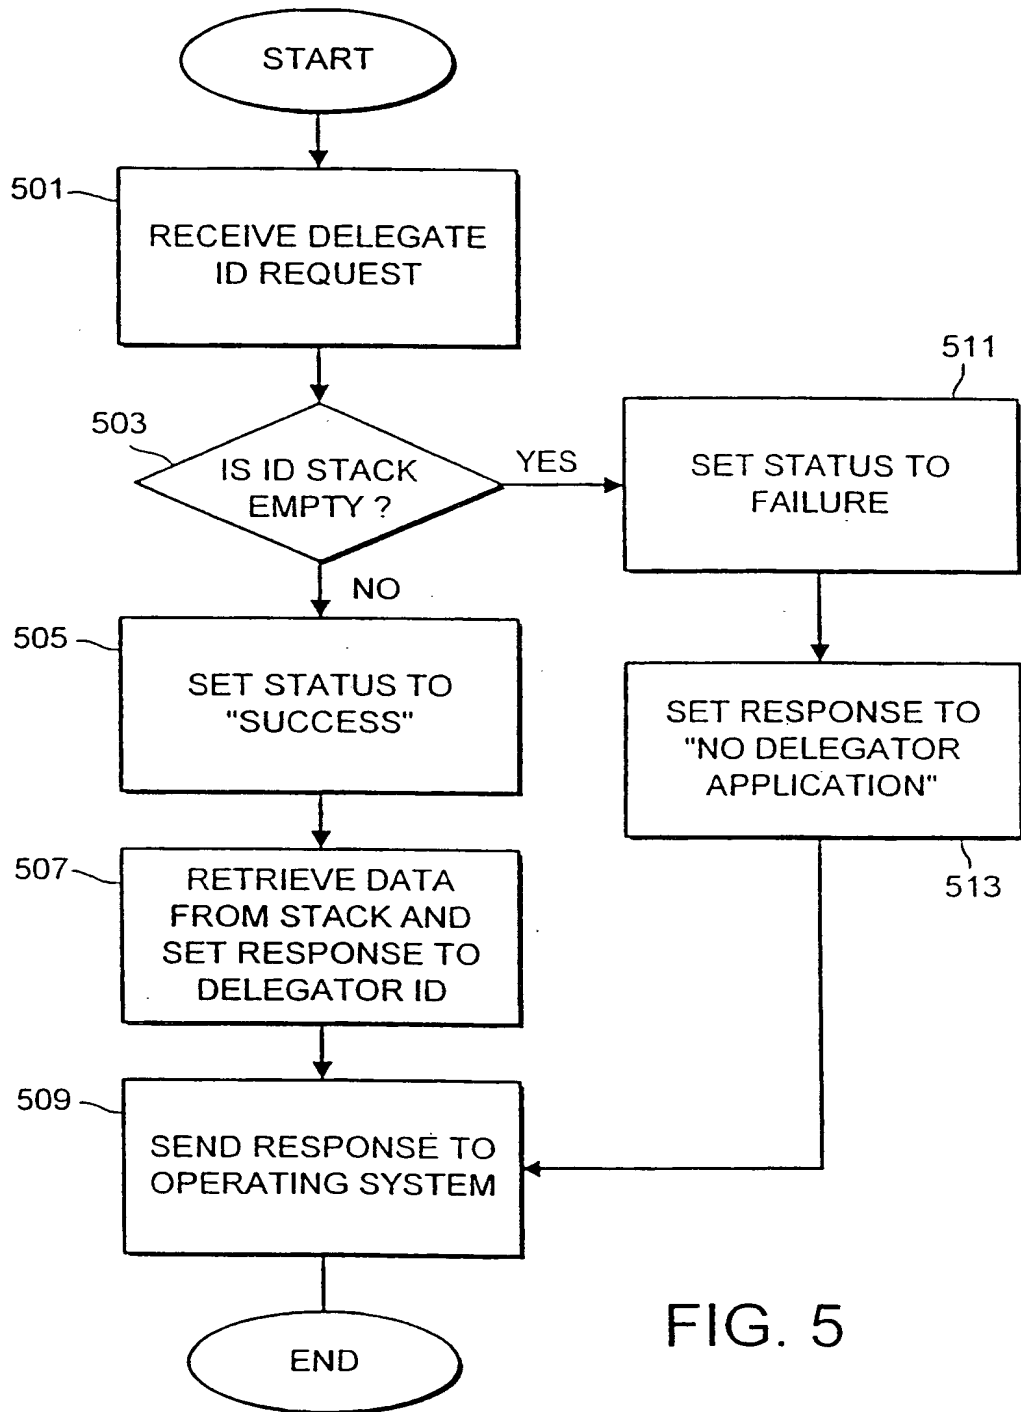 START
501
RECEIVE DELEGATE
ID REQUEST
503
IS ID STACK
EMPTY ?
YES
NO
511
SET STATUS TO
FAILURE
505
SET STATUS TO
"SUCCESS"
SET RESPONSE TO
"NO DELEGATOR
APPLICATION"
513
507
RETRIEVE DATA
FROM STACK AND
SET RESPONSE TO
DELEGATOR ID
509
SEND RESPONSE TO
OPERATING SYSTEM
END
FIG. 5